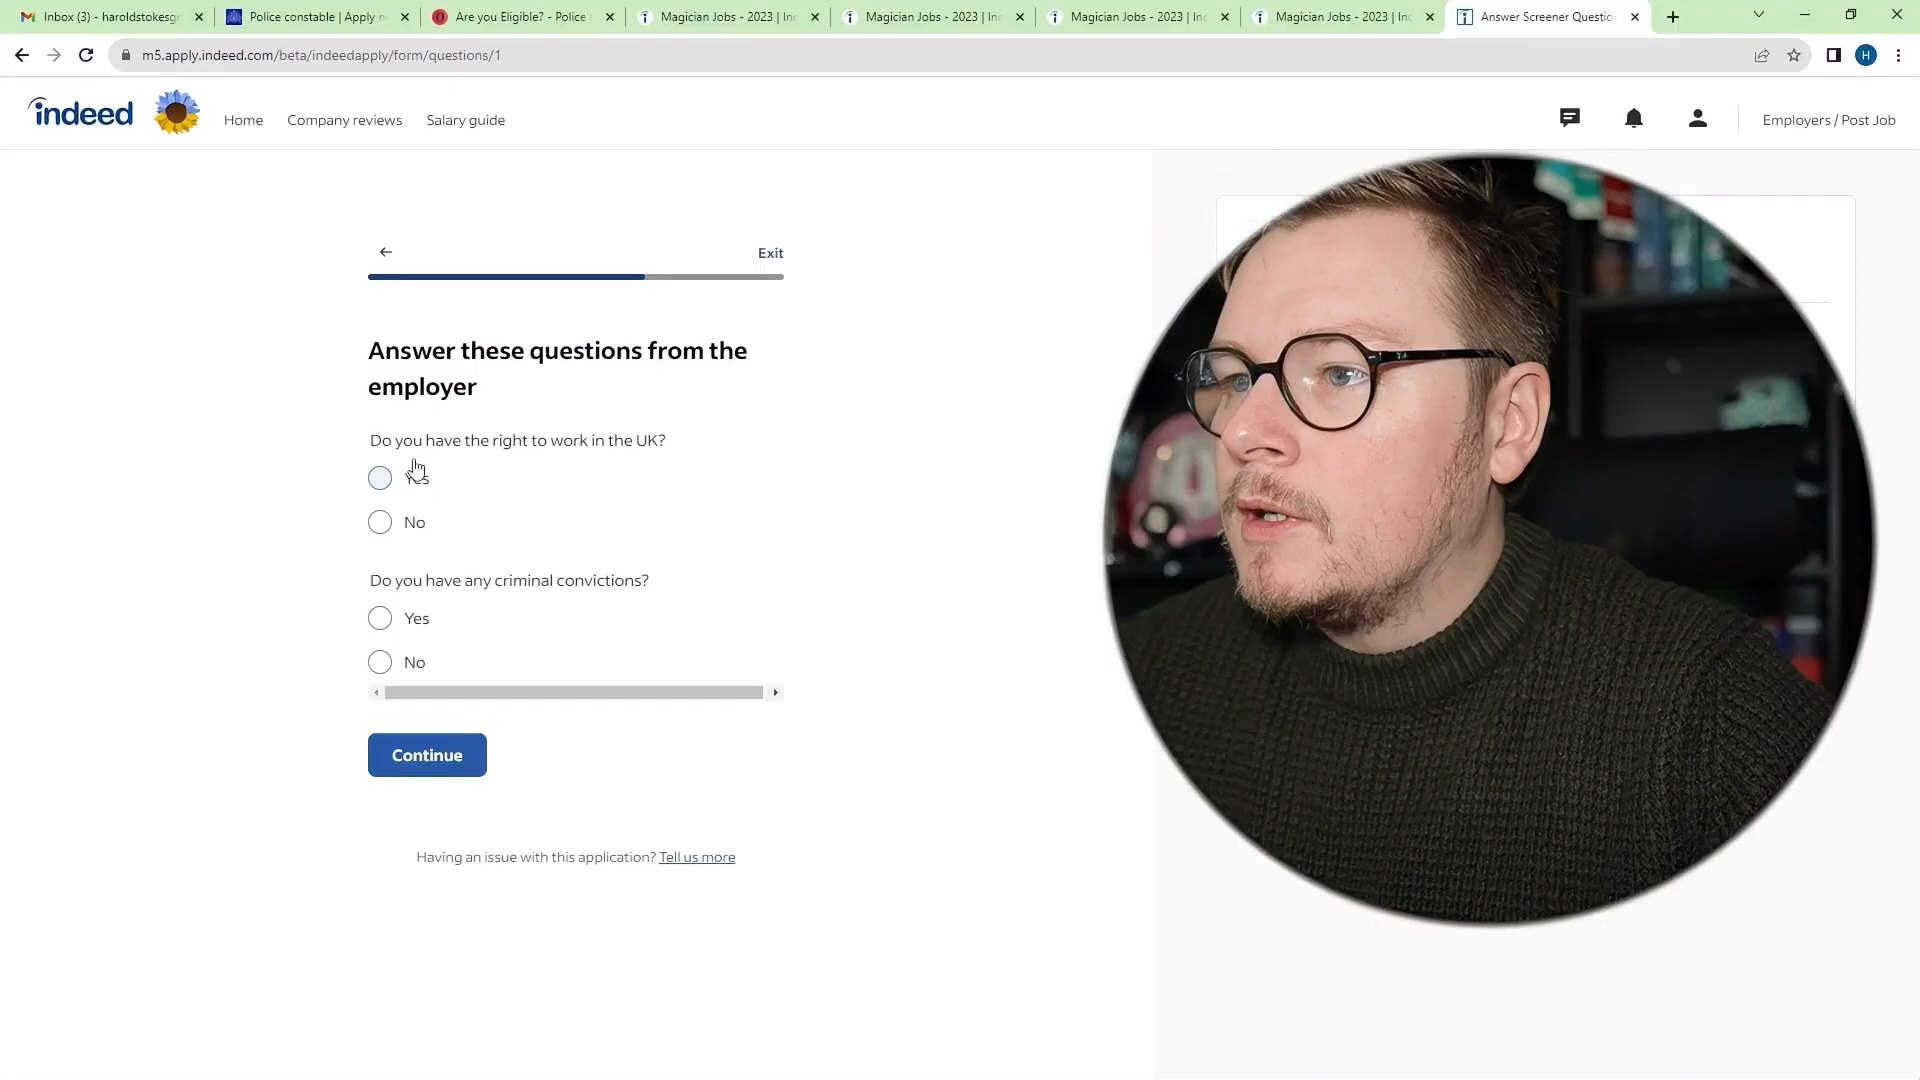 Inbox (3) - haroldstokesgr
Police constable | Apply n
Are you Eligible? - Police
Magician Jobs - 2023 | In
Magician Jobs - 2023 | In
Magician Jobs - 2023 | In
Magician Jobs - 2023 | In
Answer Screener Questio
m5.apply.indeed.com/beta/indeedapply/form/questions/1
H
indeed
Home
Company reviews
Salary guide
Employers / Post Job
Exit
Answer these questions from the
employer
Do you have the right to work in the UK?
Yes
No
Do you have any criminal convictions?
Yes
No
Continue
Having an issue with this application? Tell us more